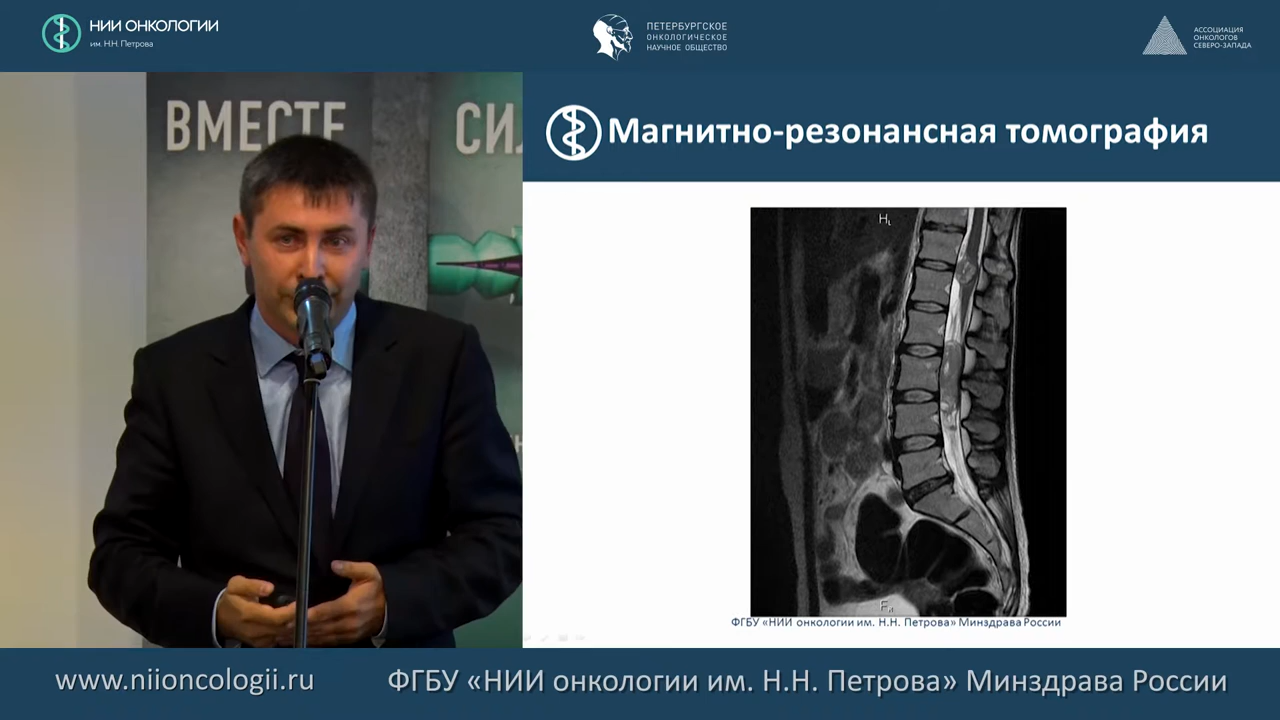 НИИ ОНКОЛОГИИ
им. Н.Н. Петрова
ПЕТЕРБУРГСКОЕ
ОНКОЛОГИЧЕСКОЕ
НАУЧНОЕ ОБЩЕСТВО
АССОЦИАЦИЯ
ОНКОЛОГОВ
СЕВЕРО-ЗАПАДА
ВМЕСТЕ
СИЛ
Магнитно-резонансная томография
ФГБУ «НИИ онкологии им. Н.Н. Петрова» Минздрава России
www.niioncologii.ru
ФГБУ «НИИ онкологии им. Н.Н. Петрова» Минздрава России